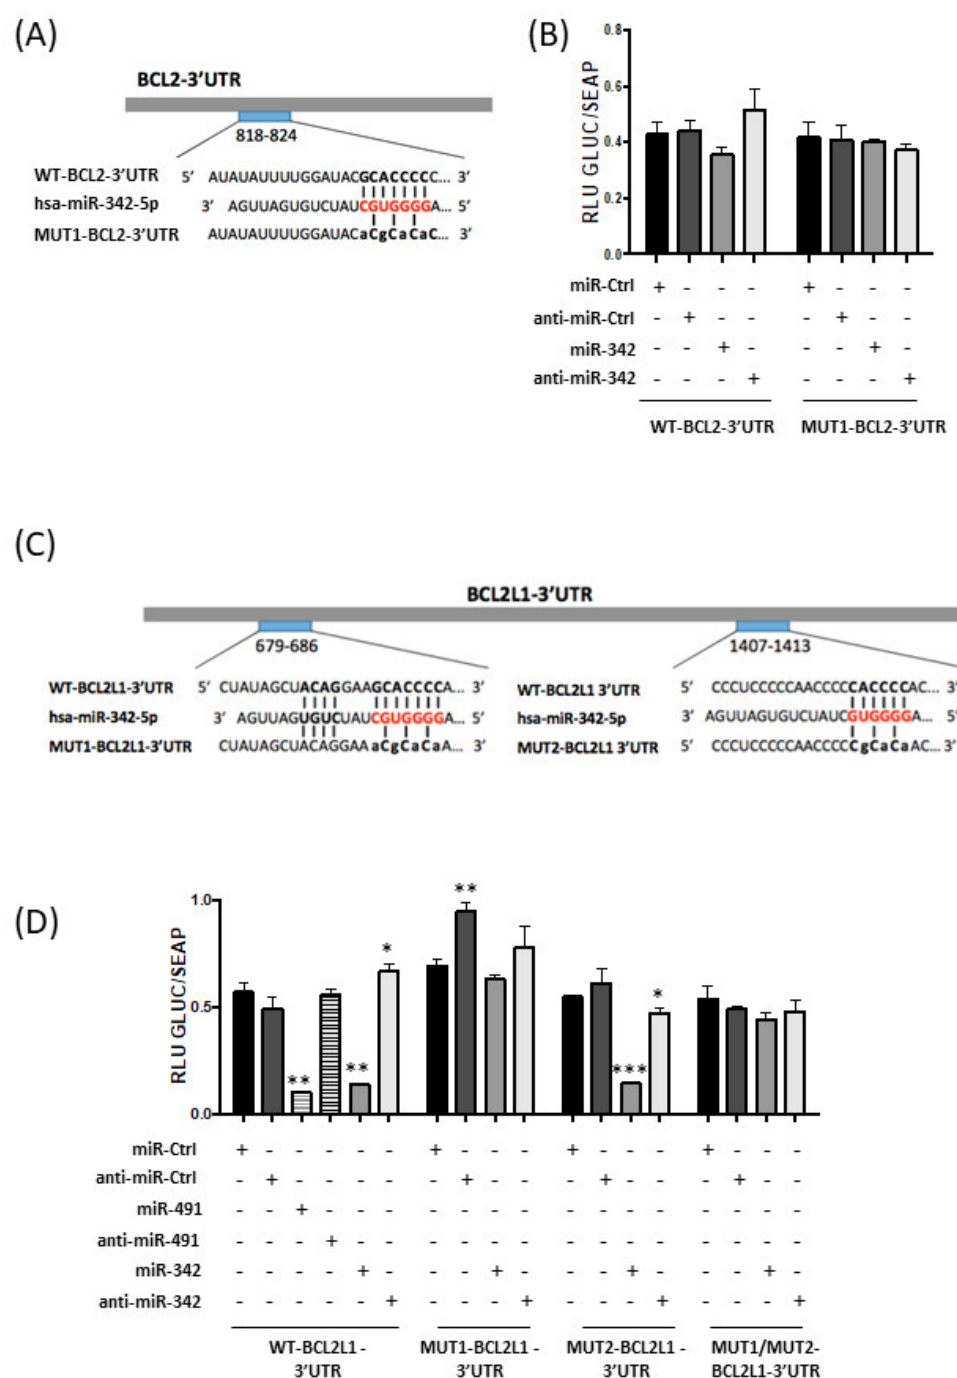 (A)
BCL2-3'UTR
818-824
WT-BCL2-3'UTR 5' AUAUAUUUUGGAUACGCACCCCC... 3'
hsa-miR-342-5p 3' AGUUAGUGUCUAUCGUGGGGA... 5'
MUT1-BCL2-3'UTR AUAUAUUUUGGAUACaCgCaCaC... 3'
(B)
RLU GLUC/SEAP
0.8
0.6
0.4
0.2
0.0
miR-Ctrl + - - - + - - -
anti-miR-Ctrl - + - - - + - -
miR-342 - - + - - - + -
anti-miR-342 - - - + - - - +
WT-BCL2-3'UTR MUT1-BCL2-3'UTR
(C)
BCL2L1-3'UTR
679-686 1407-1413
WT-BCL2L1-3'UTR 5' CUAUAGCUACAGGAAGCACCCCA... 3'
hsa-miR-342-5p 3' AGUUAGUGUCUAUCGUGGGGA... 5'
MUT1-BCL2L1-3'UTR CUAUAGCUACAGGAAaCgCaCaA... 3'
WT-BCL2L1 3'UTR 5' CCCUCCCCCAACCCCCACCCCAC... 3'
hsa-miR-342-5p 3' AGUUAGUGUCUAUCGUGGGGA... 5'
MUT2-BCL2L1 3'UTR 5' CCCUCCCCCAACCCCCgCaCaAC... 3'
(D)
RLU GLUC/SEAP
1.0
0.5
0.0
** ** * ** *** *
miR-Ctrl + - - - - - + - - - + - - - + - - -
anti-miR-Ctrl - + - - - - - + - - - + - - - + - -
miR-491 - - + - - - - - - - - - - - - - - -
anti-miR-491 - - - + - - - - - - - - - - - - - -
miR-342 - - - - + - - - + - - - + - - - + -
anti-miR-342 - - - - - + - - - + - - - + - - - +
WT-BCL2L1 - MUT1-BCL2L1 - MUT2-BCL2L1 - MUT1/MUT2-
3'UTR 3'UTR 3'UTR BCL2L1-3'UTR